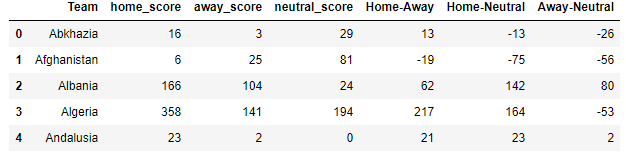 Team home_score away_score neutral_score Home-Away Home-Neutral Away-Neutral
0 Abkhazia 16 3 29 13 -13 -26
1 Afghanistan 6 25 81 -19 -75 -56
2 Albania 166 104 24 62 142 80
3 Algeria 358 141 194 217 164 -53
4 Andalusia 23 2 0 21 23 2